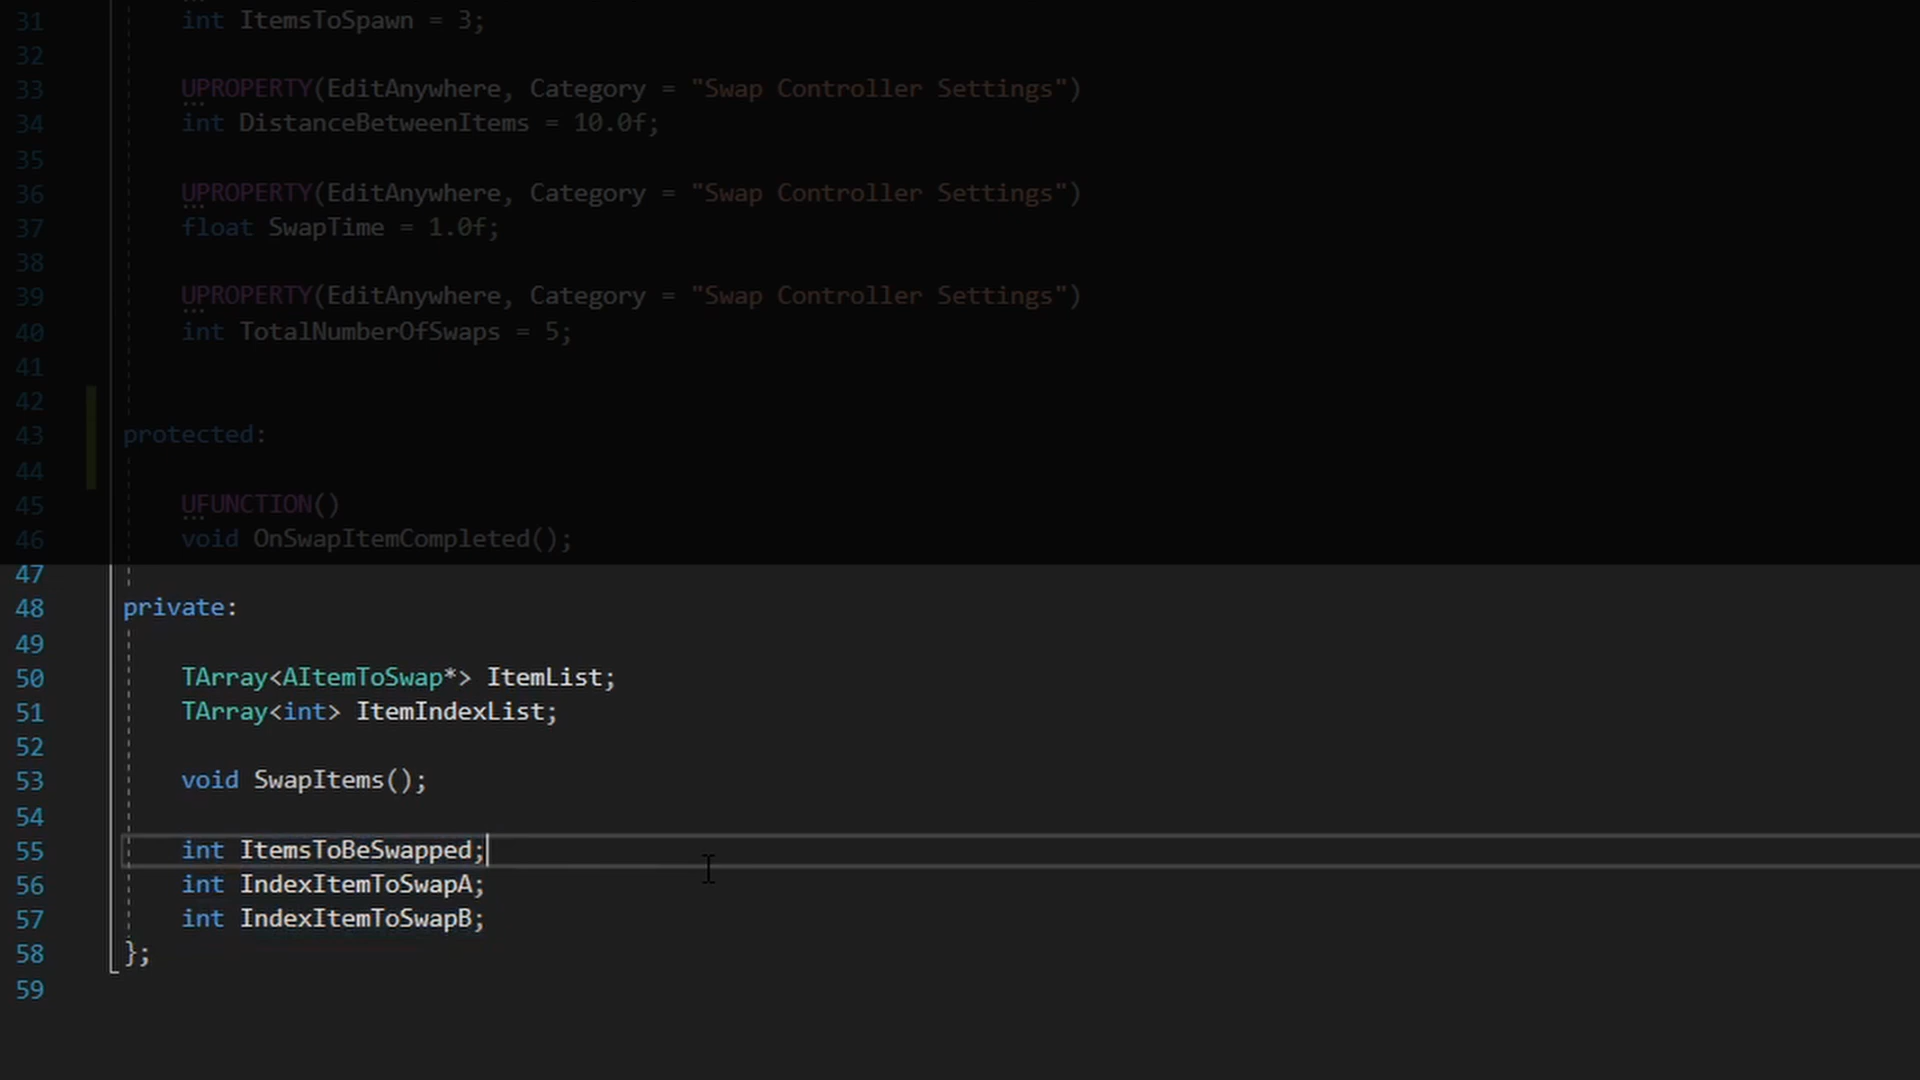 31 int ItemsToSpawn = 3;
32
33 UPROPERTY(EditAnywhere, Category = "Swap Controller Settings")
34 int DistanceBetweenItems = 10.0f;
35
36 UPROPERTY(EditAnywhere, Category = "Swap Controller Settings")
37 float SwapTime = 1.0f;
38
39 UPROPERTY(EditAnywhere, Category = "Swap Controller Settings")
40 int TotalNumberOfSwaps = 5;
41
42
43 protected:
44
45 UFUNCTION()
46 void OnSwapItemCompleted();
47
48 private:
49
50 TArray<AItemToSwap*> ItemList;
51 TArray<int> ItemIndexList;
52
53 void SwapItems();
54
55 int ItemsToBeSwapped;
56 int IndexItemToSwapA;
57 int IndexItemToSwapB;
58 };
59